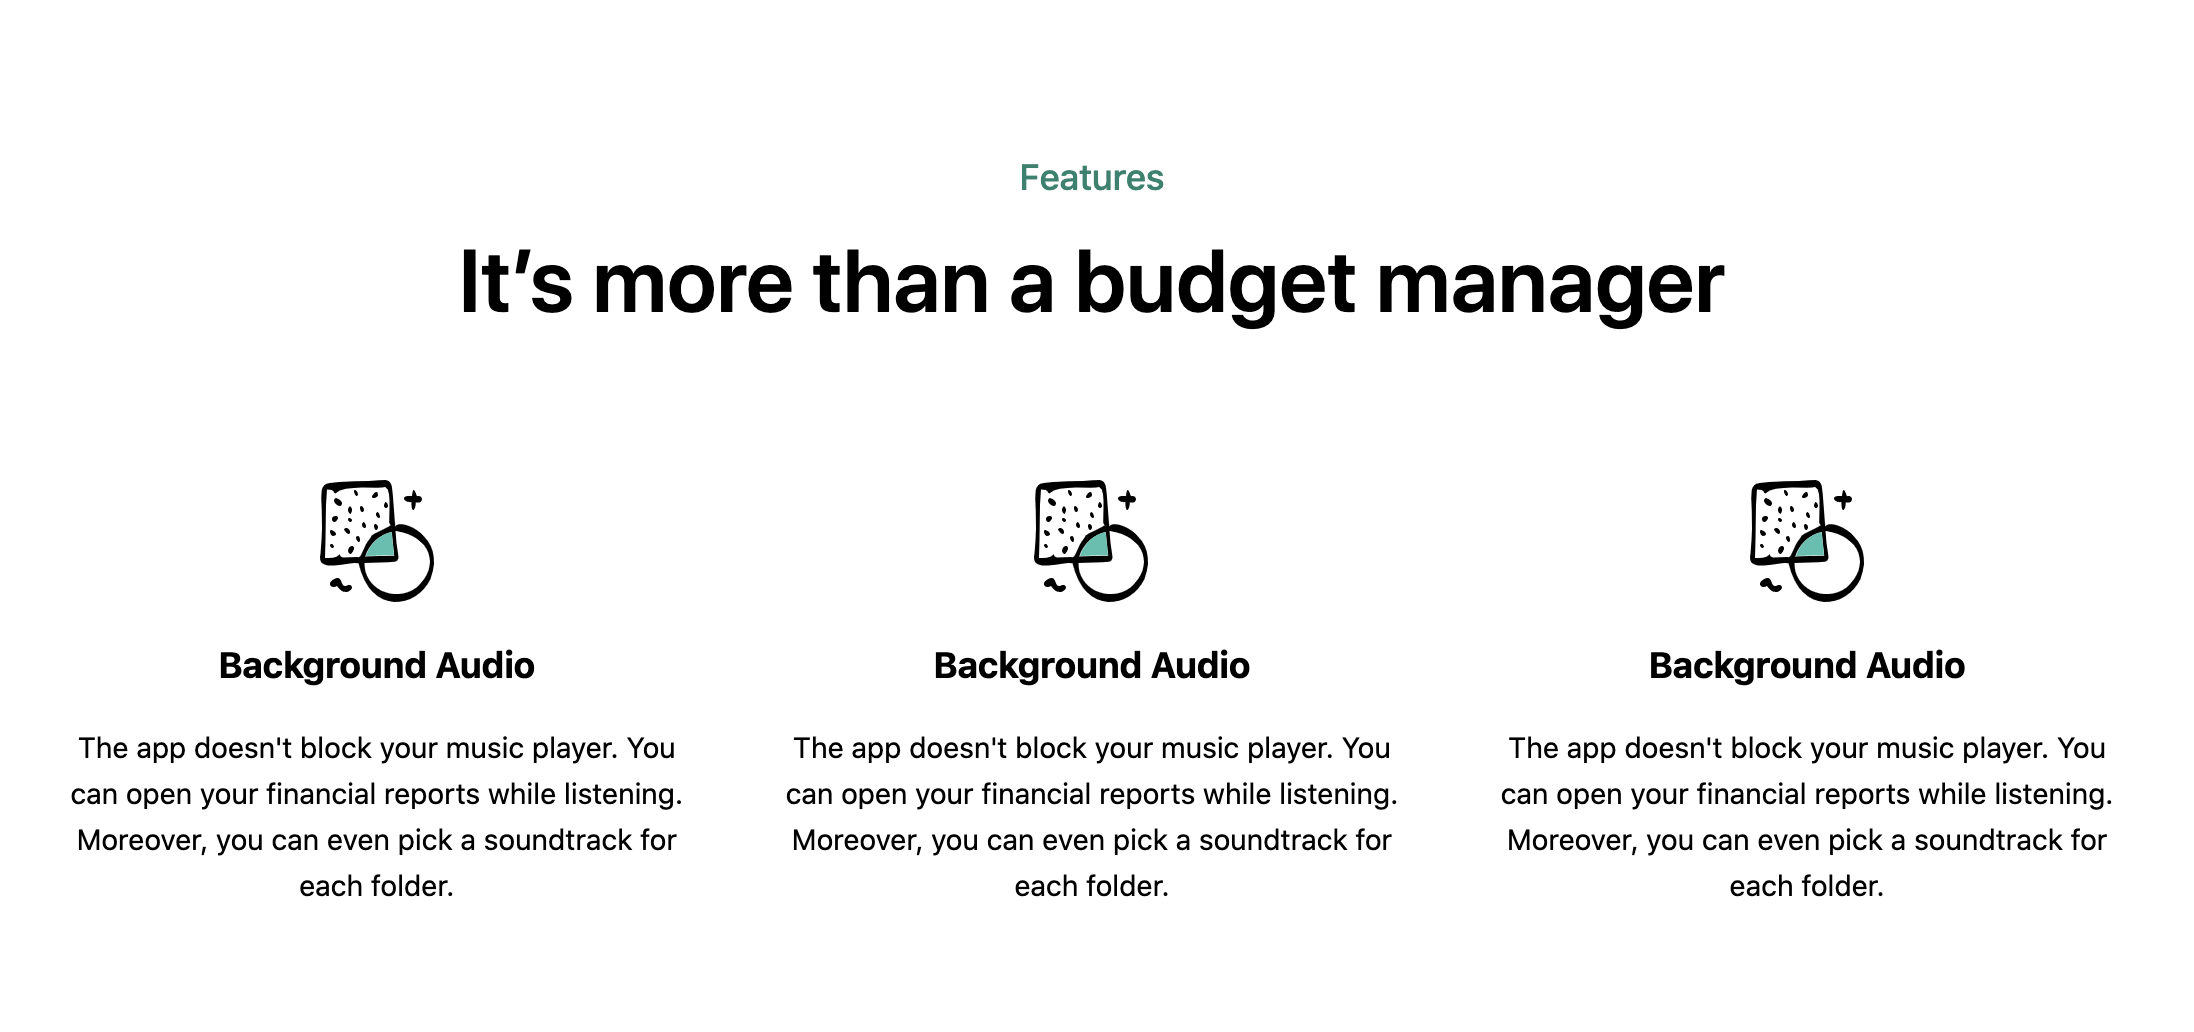 Features
It’s more than a budget manager
Background Audio
The app doesn't block your music player. You
can open your financial reports while listening.
Moreover, you can even pick a soundtrack for
each folder.
Background Audio
The app doesn't block your music player. You
can open your financial reports while listening.
Moreover, you can even pick a soundtrack for
each folder.
Background Audio
The app doesn't block your music player. You
can open your financial reports while listening.
Moreover, you can even pick a soundtrack for
each folder.